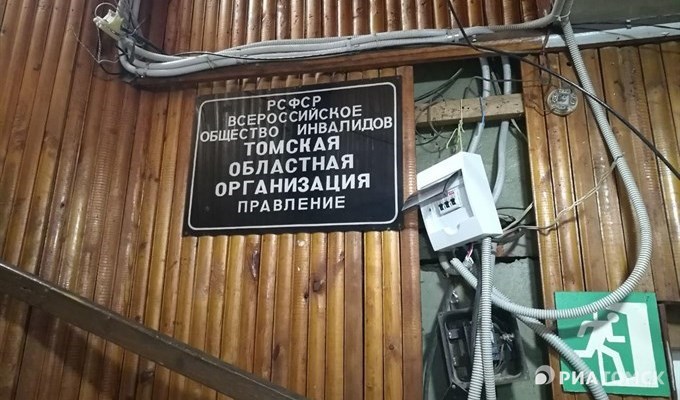 РСФСР
ВСЕРОССИЙСКОЕ
ОБЩЕСТВО ИНВАЛИДОВ
ТОМСКАЯ
ОБЛАСТНАЯ
ОРГАНИЗАЦИЯ
ПРАВЛЕНИЕ
РИАТОМСК